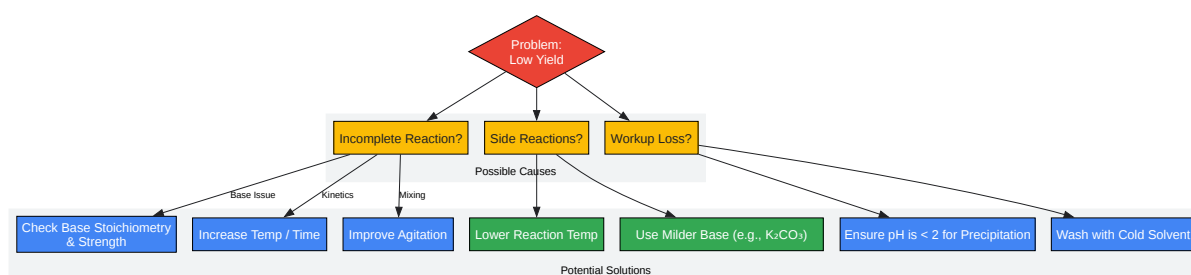 Problem:
Low Yield
Incomplete Reaction?
Side Reactions?
Workup Loss?
Possible Causes
Base Issue
Kinetics
Mixing
Check Base Stoichiometry
& Strength
Increase Temp / Time
Improve Agitation
Lower Reaction Temp
Use Milder Base (e.g., K₂CO₃)
Ensure pH is < 2 for Precipitation
Wash with Cold Solvent
Potential Solutions